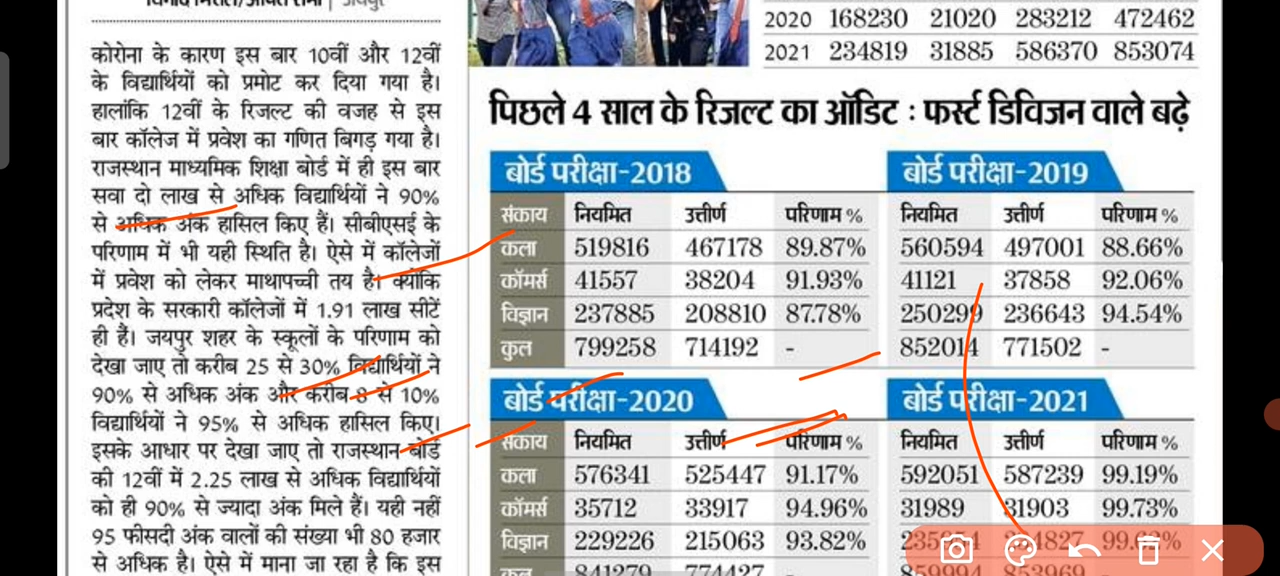 कोरोना के कारण इस बार 10वीं और 12वीं
के विद्यार्थियों को प्रमोट कर दिया गया है।
हालांकि 12वीं के रिजल्ट की वजह से इस
बार कॉलेज में प्रवेश का गणित बिगड़ गया है।
राजस्थान माध्यमिक शिक्षा बोर्ड में ही इस बार
सवा दो लाख से अधिक विद्यार्थियों ने 90%
से अधिक अंक हासिल किए हैं। सीबीएसई के
परिणाम में भी यही स्थिति है। ऐसे में कॉलेजों
में प्रवेश को लेकर माथापच्ची तय है। क्योंकि
प्रदेश के सरकारी कॉलेजों में 1.91 लाख सीटें
ही हैं। जयपुर शहर के स्कूलों के परिणाम को
देखा जाए तो करीब 25 से 30% विद्यार्थियों ने
90% से अधिक अंक और करीब 8 से 10%
विद्यार्थियों ने 95% से अधिक हासिल किए।
इसके आधार पर देखा जाए तो राजस्थान बोर्ड
की 12वीं में 2.25 लाख से अधिक विद्यार्थियों
को ही 90% से ज्यादा अंक मिले हैं। यही नहीं
95 फीसदी अंक वालों की संख्या भी 80 हजार
से अधिक है। ऐसे में माना जा रहा है कि इस
2020 168230 21020 283212 472462
2021 234819 31885 586370 853074
पिछले 4 साल के रिजल्ट का ऑडिट : फर्स्ट डिविजन वाले बढ़े
बोर्ड परीक्षा-2018
संकाय नियमित उत्तीर्ण परिणाम %
कला 519816 467178 89.87%
कॉमर्स 41557 38204 91.93%
विज्ञान 237885 208810 87.78%
कुल 799258 714192 -
बोर्ड परीक्षा-2019
नियमित उत्तीर्ण परिणाम %
560594 497001 88.66%
41121 37858 92.06%
250299 236643 94.54%
852014 771502 -
बोर्ड परीक्षा-2020
संकाय नियमित उत्तीर्ण परिणाम %
कला 576341 525447 91.17%
कॉमर्स 35712 33917 94.96%
विज्ञान 229226 215063 93.82%
कुल 841279 774427 -
बोर्ड परीक्षा-2021
नियमित उत्तीर्ण परिणाम %
592051 587239 99.19%
31989 31903 99.73%
859994 853969